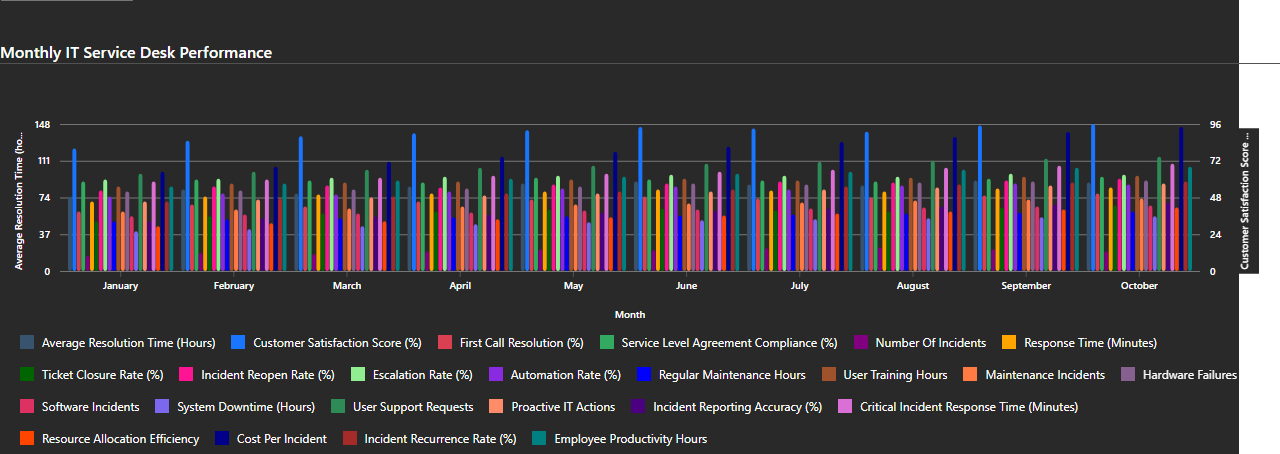 Monthly IT Service Desk Performance
148
111
74
37
0
96
72
48
24
0
Average Resolution Time (ho...
Customer Satisfaction Score ...
January February March April May June July August September October
Month
Average Resolution Time (Hours) Customer Satisfaction Score (%) First Call Resolution (%) Service Level Agreement Compliance (%) Number Of Incidents Response Time (Minutes)
Ticket Closure Rate (%) Incident Reopen Rate (%) Escalation Rate (%) Automation Rate (%) Regular Maintenance Hours User Training Hours Maintenance Incidents Hardware Failures
Software Incidents System Downtime (Hours) User Support Requests Proactive IT Actions Incident Reporting Accuracy (%) Critical Incident Response Time (Minutes)
Resource Allocation Efficiency Cost Per Incident Incident Recurrence Rate (%) Employee Productivity Hours